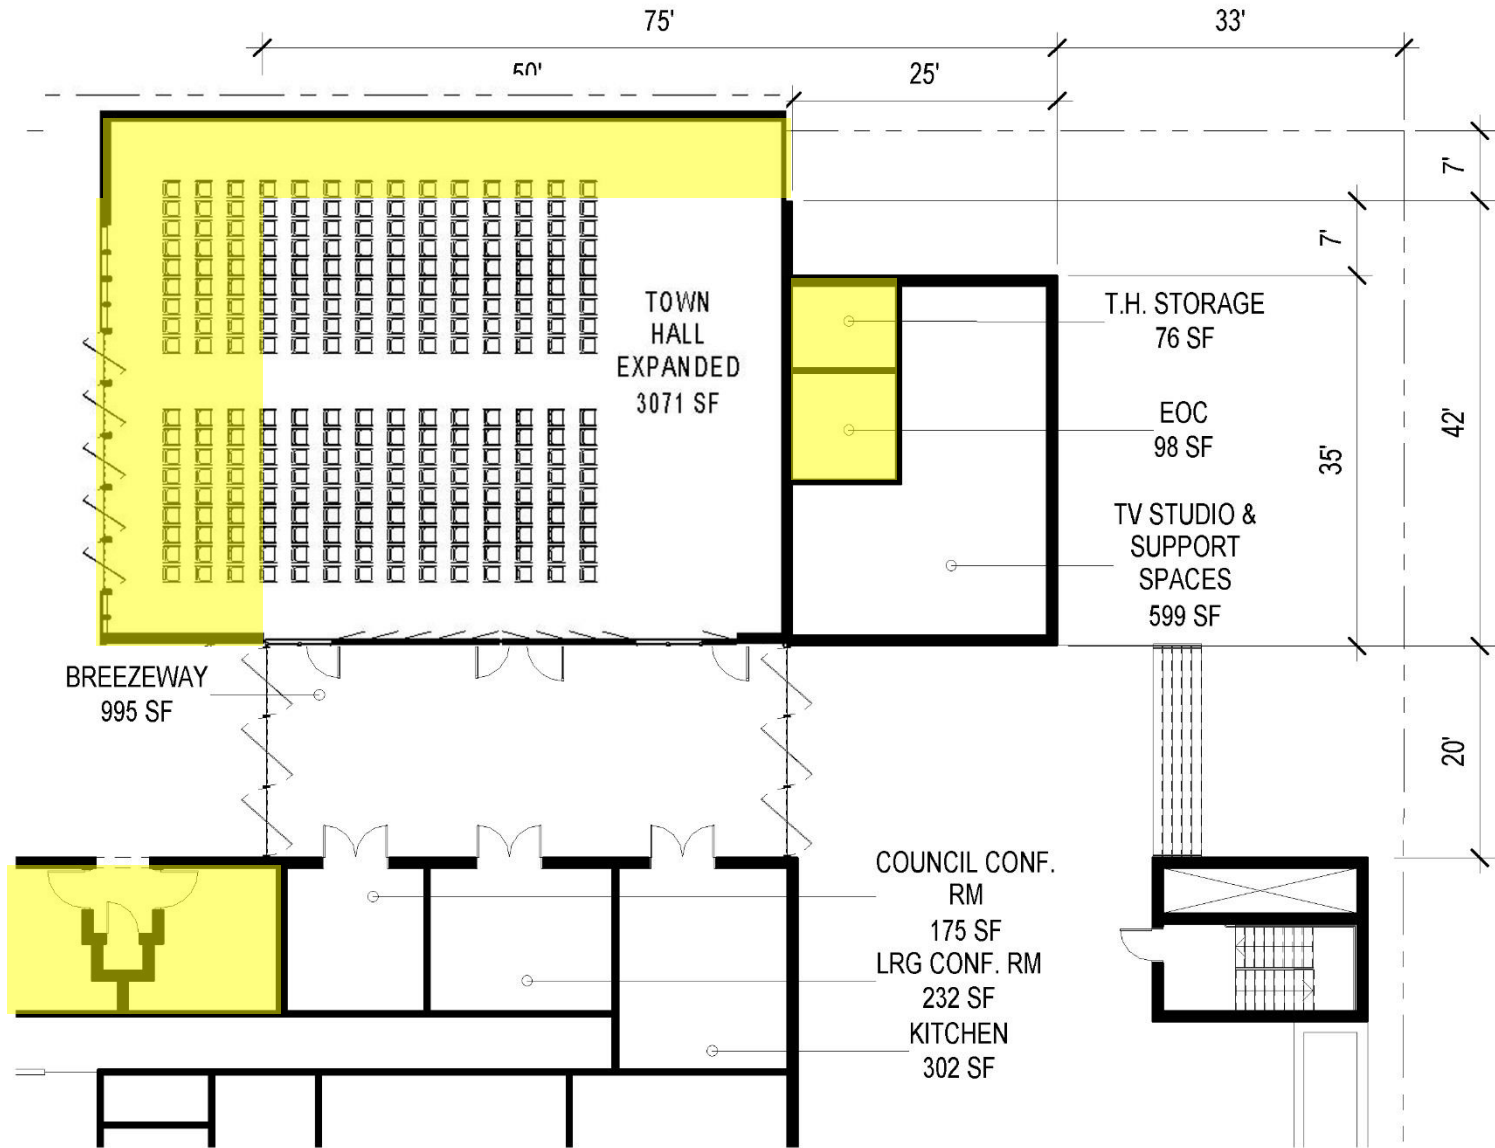 75'
33'
50'
25'
7'
7'
TOWN
HALL
EXPANDED
3071 SF
T.H. STORAGE
76 SF
EOC
98 SF
42'
35'
TV STUDIO &
SUPPORT
SPACES
599 SF
BREEZEWAY
995 SF
20'
COUNCIL CONF.
RM
175 SF
LRG CONF. RM
232 SF
KITCHEN
302 SF